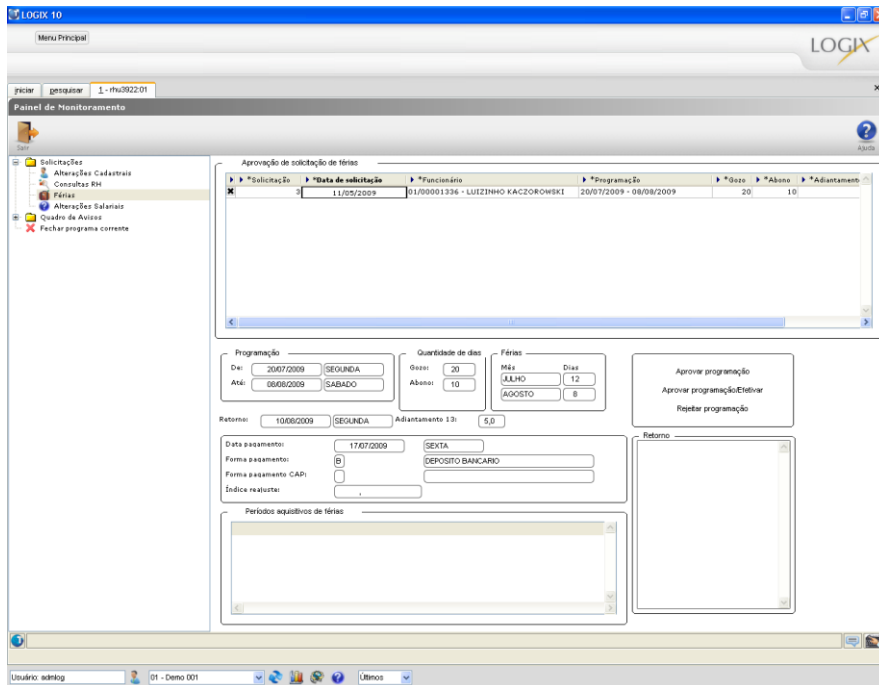 LOGIX 10
Menu Principal
LOGIX
iniciar pesquisar 1 - rhu3922:01
Painel de Monitoramento
Sair Ajuda
Solicitações
Alterações Cadastrais
Consultas RH
Férias
Alterações Salariais
Quadro de Avisos
Fechar programa corrente
Aprovação de solicitação de férias
*Solicitação *Data de solicitação *Funcionário *Programação *Gozo *Abono *Adiantament
3 11/05/2009 01/00001336 - LUIZINHO KACZOROWSKI 20/07/2009 - 08/08/2009 20 10
Programação Quantidade de dias Férias
De: 20/07/2009 SEGUNDA Gozo: 20 Mês Dias
Até: 08/08/2009 SABADO Abono: 10 JULHO 12
AGOSTO 8
Aprovar programação
Aprovar programação/Efetivar
Rejeitar programação
Retorno: 10/08/2009 SEGUNDA Adiantamento 13: 5,0
Retorno
Data pagamento: 17/07/2009 SEXTA
Forma pagamento: B DEPOSITO BANCARIO
Forma pagamento CAP:
Índice reajuste: ,
Períodos aquisitivos de férias
Usuário: admlog 01 - Demo 001 Últimos